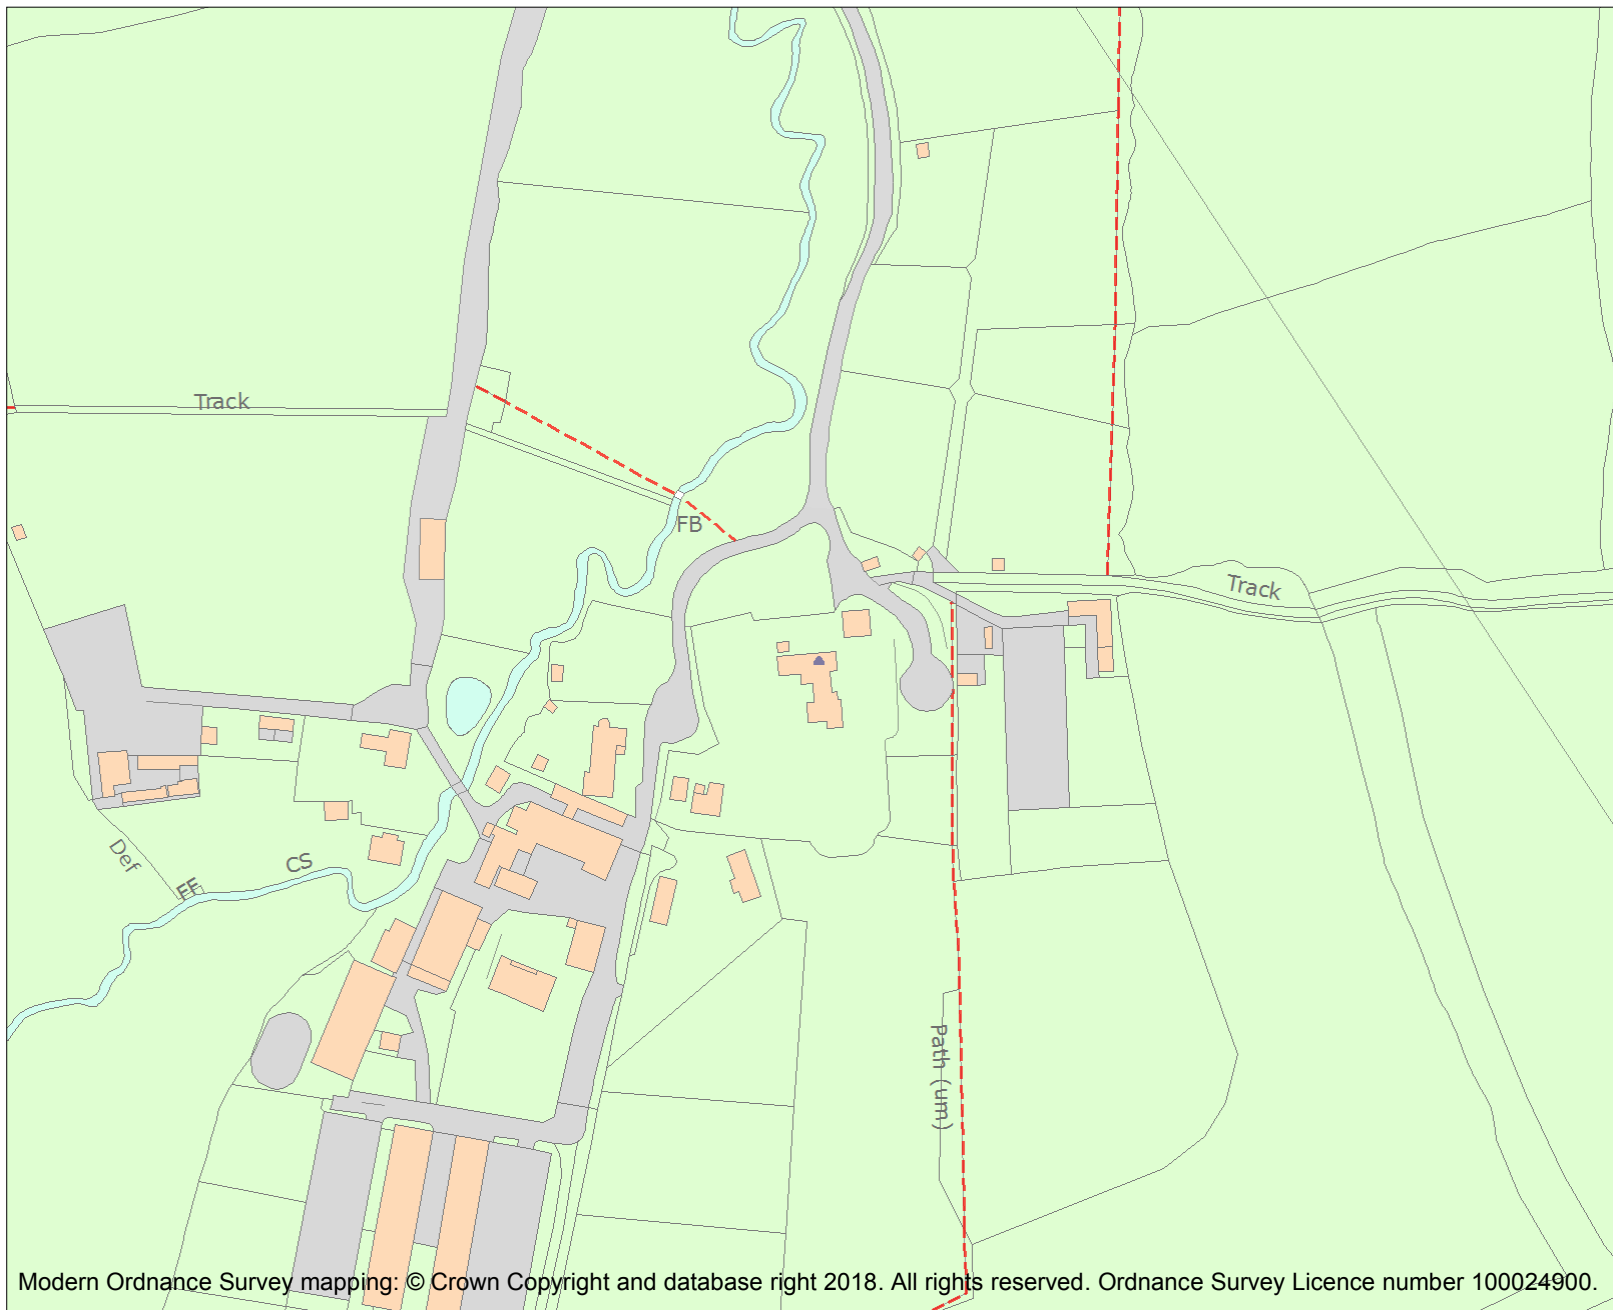 Track
FB
Track
Def
FF
CS
Path (um)
Modern Ordnance Survey mapping: © Crown Copyright and database right 2018. All rights reserved. Ordnance Survey Licence number 100024900.